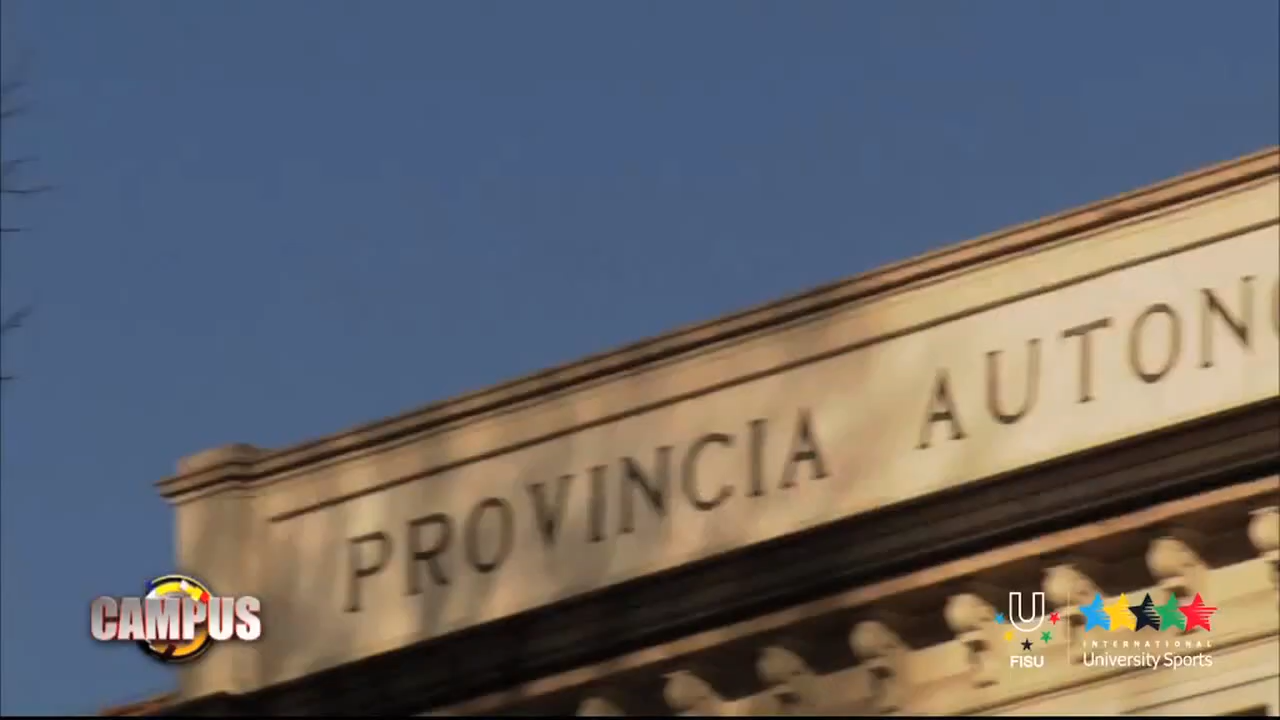 PROVINCIA AUTONO
CAMPUS
U
FISU
INTERNATIONAL
University Sports